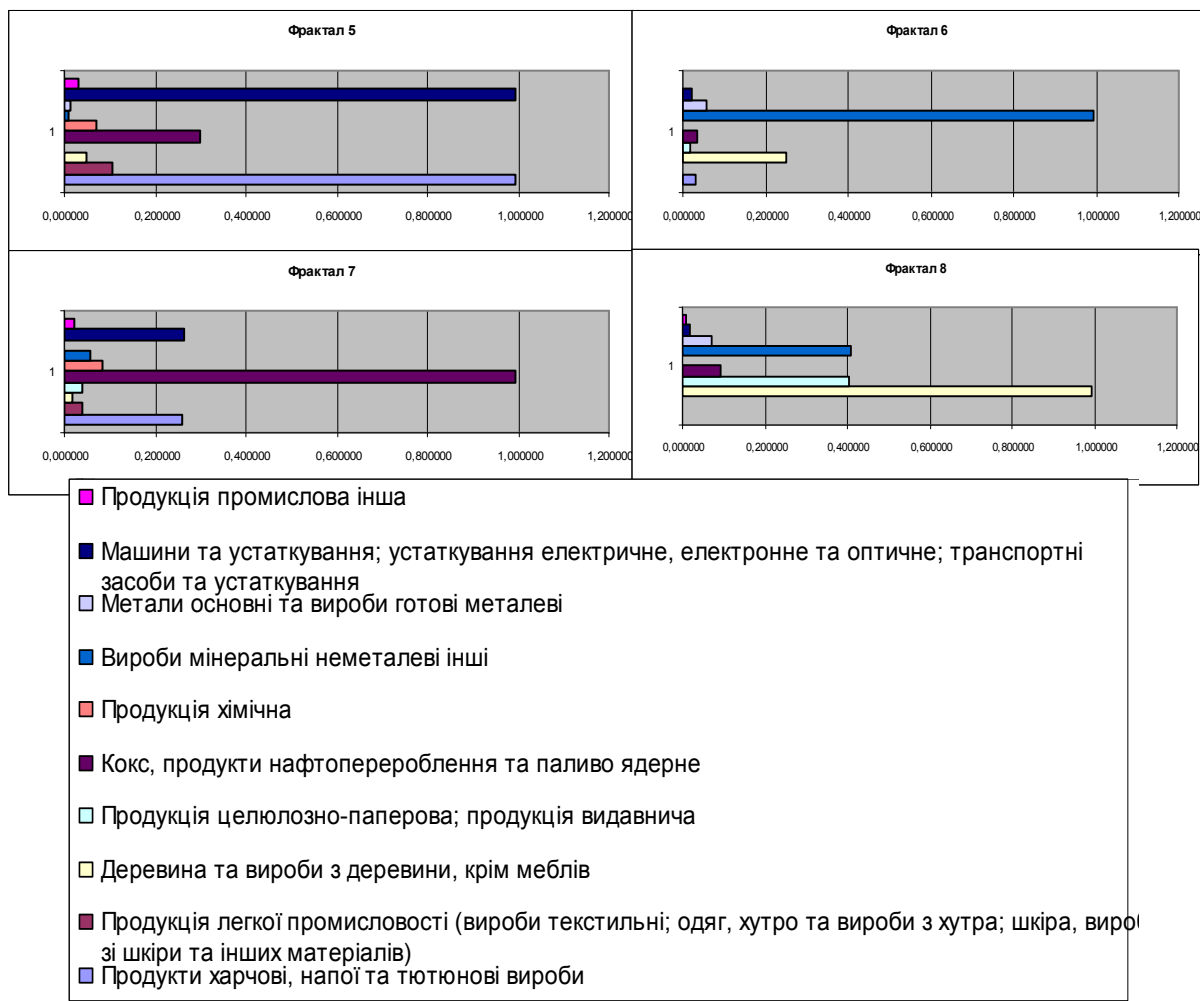 Фрактал 5
1
0,000000 0,200000 0,400000 0,600000 0,800000 1,000000 1,200000
Фрактал 6
1
0,000000 0,200000 0,400000 0,600000 0,800000 1,000000 1,200000
Фрактал 7
1
0,000000 0,200000 0,400000 0,600000 0,800000 1,000000 1,200000
Фрактал 8
1
0,000000 0,200000 0,400000 0,600000 0,800000 1,000000 1,200000
Продукція промислова інша
Машини та устаткування; устаткування електричне, електронне та оптичне; транспортні
засоби та устаткування
Метали основні та вироби готові металеві
Вироби мінеральні неметалеві інші
Продукція хімічна
Кокс, продукти нафтоперероблення та паливо ядерне
Продукція целюлозно-паперова; продукція видавнича
Деревина та вироби з деревини, крім меблів
Продукція легкої промисловості (вироби текстильні; одяг, хутро та вироби з хутра; шкіра,
зі шкіри та інших матеріалів)
Продукти харчові, напої та тютюнові вироби